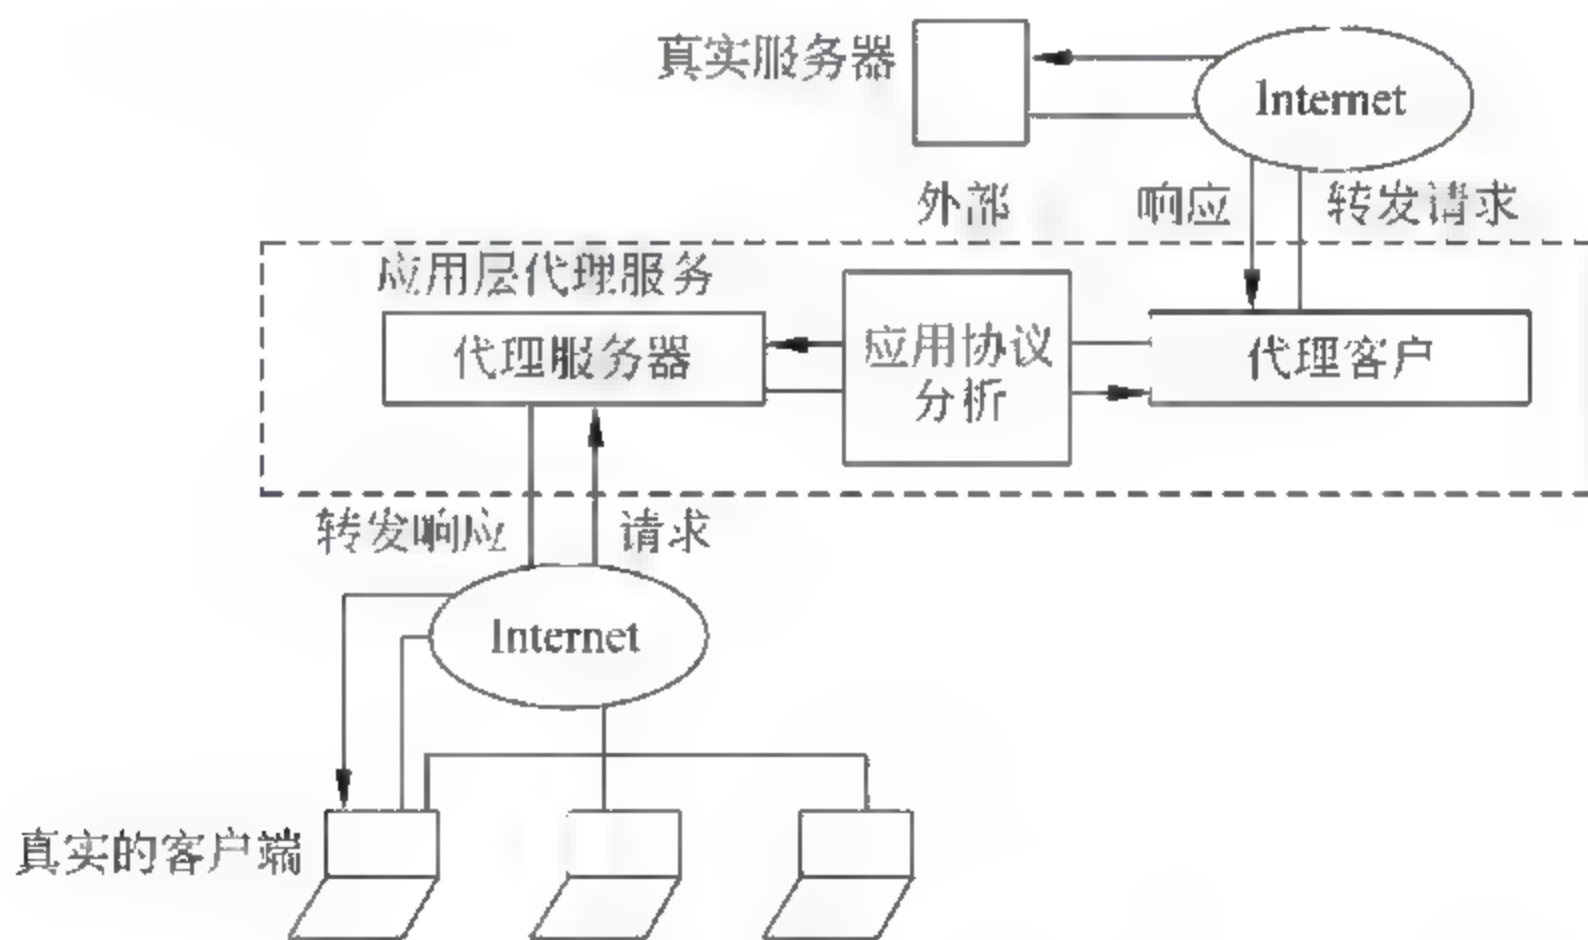 真实服务器
Internet
外部
响应
转发请求
应用层代理服务
代理服务器
应用协议
分析
代理客户
转发响应
请求
Internet
真实的客户端